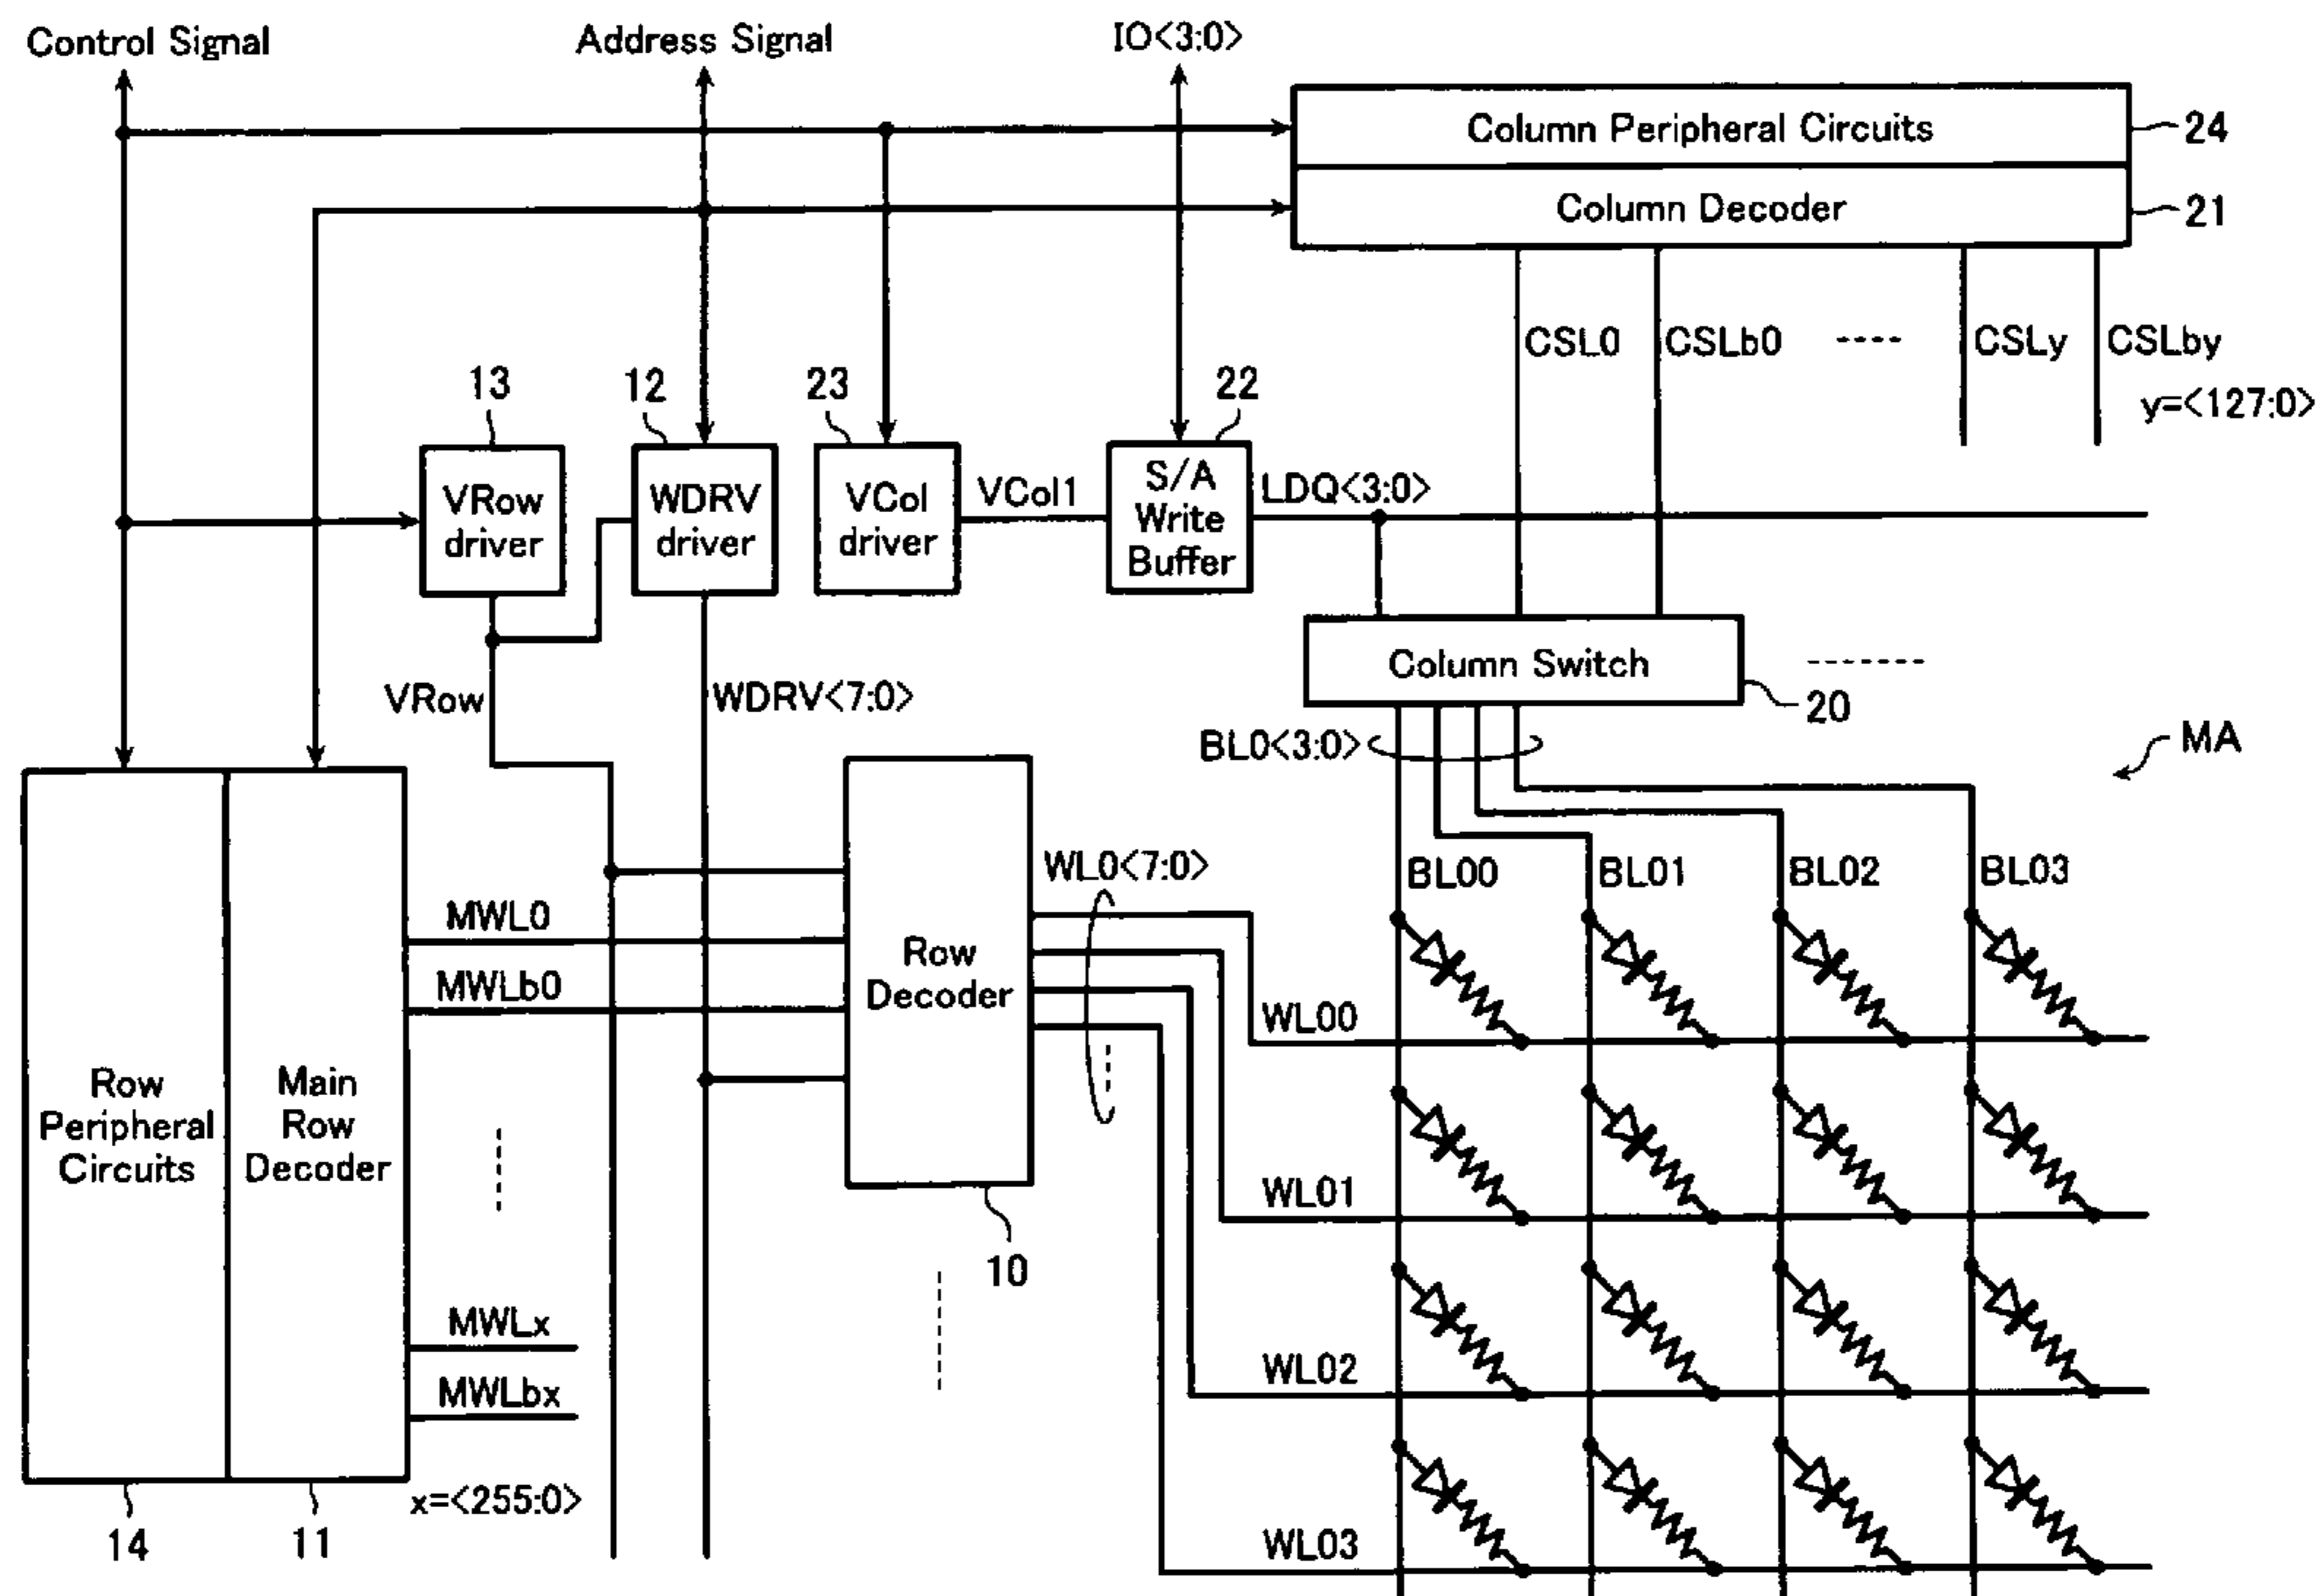 Control Signal
Address Signal
IO<3:0>
Column Peripheral Circuits
24
Column Decoder
21
CSL0
CSLb0
CSLy
CSLby
y=<127:0>
13
12
23
22
VRow
driver
WDRV
driver
VCol
driver
VCol1
S/A
Write
Buffer
LDQ<3:0>
Column Switch
20
VRow
WDRV<7:0>
BL0<3:0>
MA
WL0<7:0>
BL00
BL01
BL02
BL03
MWL0
MWLb0
Row
Decoder
WL00
Row
Peripheral
Circuits
Main
Row
Decoder
WL01
10
MWLx
WL02
MWLbx
x=<255:0>
14
11
WL03